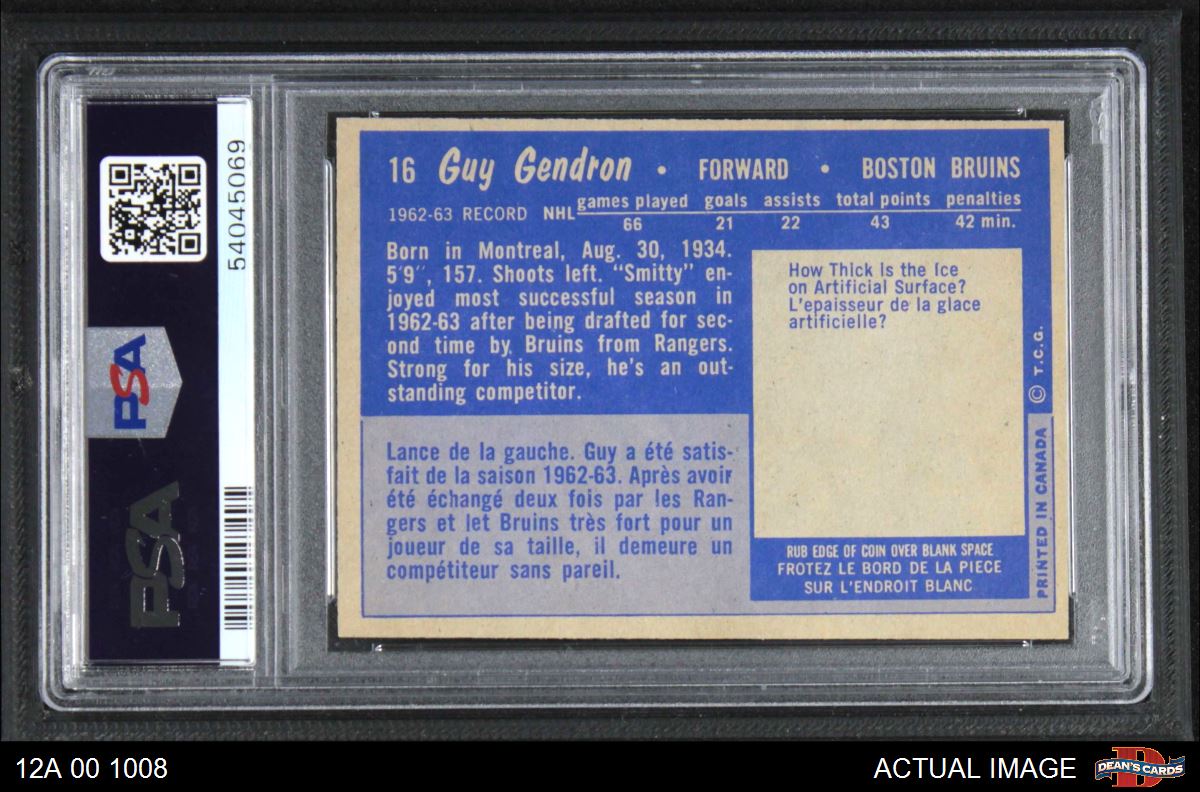 16 Guy Gendron • FORWARD • BOSTON BRUINS
games played goals assists total points penalties
1962-63 RECORD NHL 66 21 22 43 42 min.
Born in Montreal, Aug. 30, 1934.
5'9", 157. Shoots left. "Smitty" en-
joyed most successful season in
1962-63 after being drafted for sec-
ond time by Bruins from Rangers.
Strong for his size, he's an out-
standing competitor.
Lance de la gauche. Guy a été satis-
fait de la saison 1962-63. Après avoir
été échangé deux fois par les Ran-
gers et let Bruins très fort pour un
joueur de sa taille, il demeure un
compétiteur sans pareil.
How Thick Is the Ice
on Artificial Surface?
L'epaisseur de la glace
artificielle?
RUB EDGE OF COIN OVER BLANK SPACE
FROTEZ LE BORD DE LA PIECE
SUR L'ENDROIT BLANC
© T.C.G.
PRINTED IN CANADA
54045069
PSA
PSA
12A 00 1008
ACTUAL IMAGE
DEAN'S CARDS